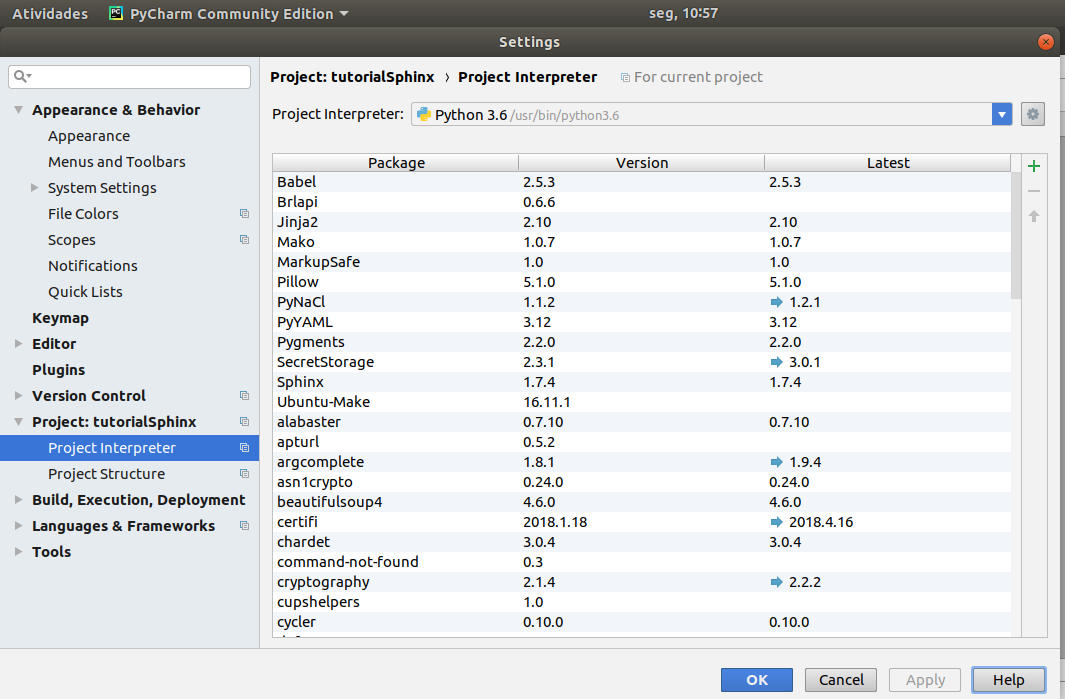 Atividades PyCharm Community Edition seg, 10:57
Settings
Project: tutorialSphinx › Project Interpreter For current project
Project Interpreter: Python 3.6 /usr/bin/python3.6
Appearance & Behavior
Appearance
Menus and Toolbars
System Settings
File Colors
Scopes
Notifications
Quick Lists
Keymap
Editor
Plugins
Version Control
Project: tutorialSphinx
Project Interpreter
Project Structure
Build, Execution, Deployment
Languages & Frameworks
Tools
Package Version Latest
Babel 2.5.3 2.5.3
Brlapi 0.6.6
Jinja2 2.10 2.10
Mako 1.0.7 1.0.7
MarkupSafe 1.0 1.0
Pillow 5.1.0 5.1.0
PyNaCl 1.1.2 1.2.1
PyYAML 3.12 3.12
Pygments 2.2.0 2.2.0
SecretStorage 2.3.1 3.0.1
Sphinx 1.7.4 1.7.4
Ubuntu-Make 16.11.1
alabaster 0.7.10 0.7.10
apturl 0.5.2
argcomplete 1.8.1 1.9.4
asn1crypto 0.24.0 0.24.0
beautifulsoup4 4.6.0 4.6.0
certifi 2018.1.18 2018.4.16
chardet 3.0.4 3.0.4
command-not-found 0.3
cryptography 2.1.4 2.2.2
cupshelpers 1.0
cycler 0.10.0 0.10.0
OK Cancel Apply Help